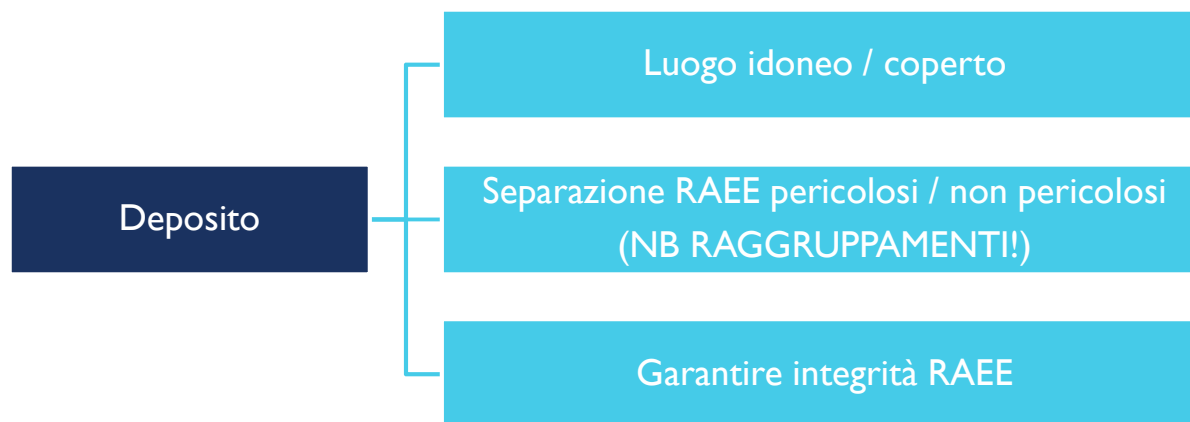 Deposito
Luogo idoneo / coperto
Separazione RAEE pericolosi / non pericolosi
(NB RAGGRUPPAMENTI!)
Garantire integrità RAEE